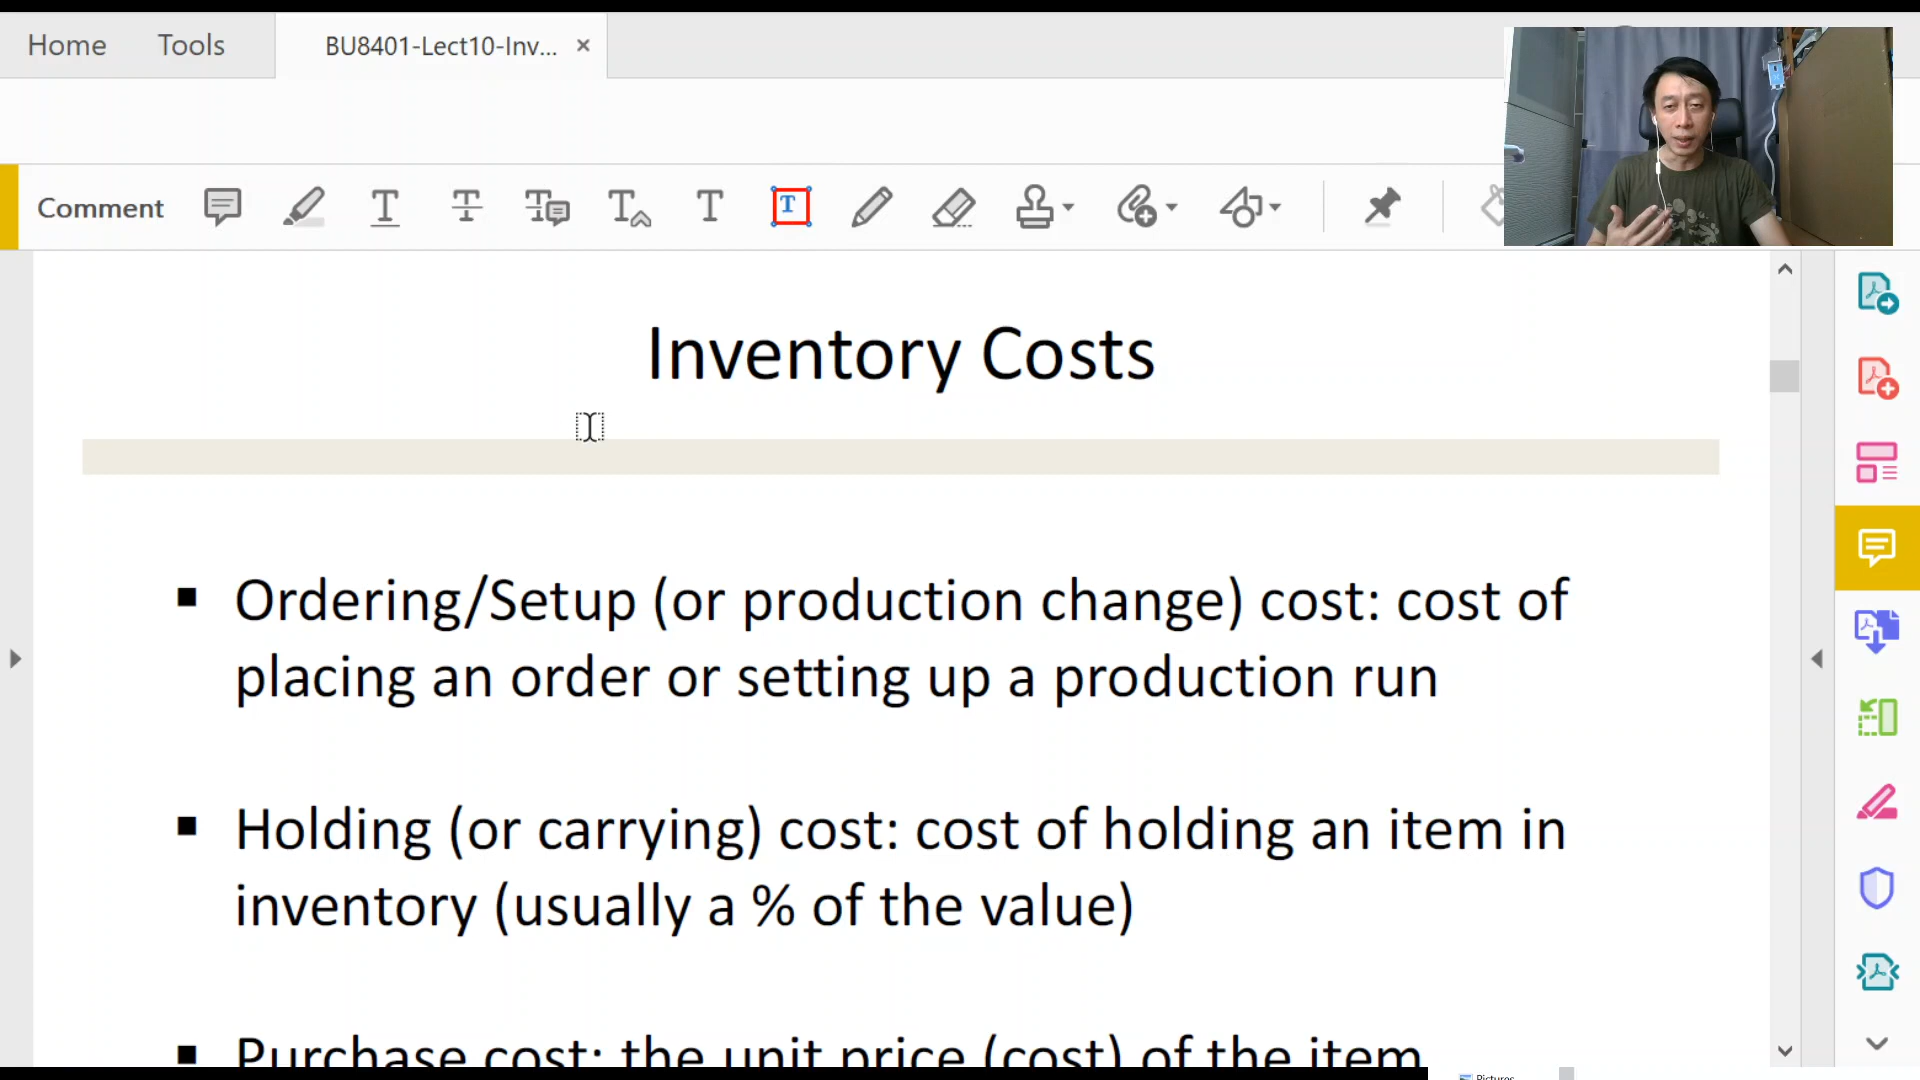 Home Tools BU8401-Lect10-Inv... ×
Comment
Inventory Costs
▪ Ordering/Setup (or production change) cost: cost of
placing an order or setting up a production run
▪ Holding (or carrying) cost: cost of holding an item in
inventory (usually a % of the value)
▪ Purchase cost: the unit price (cost) of the item
Pictures